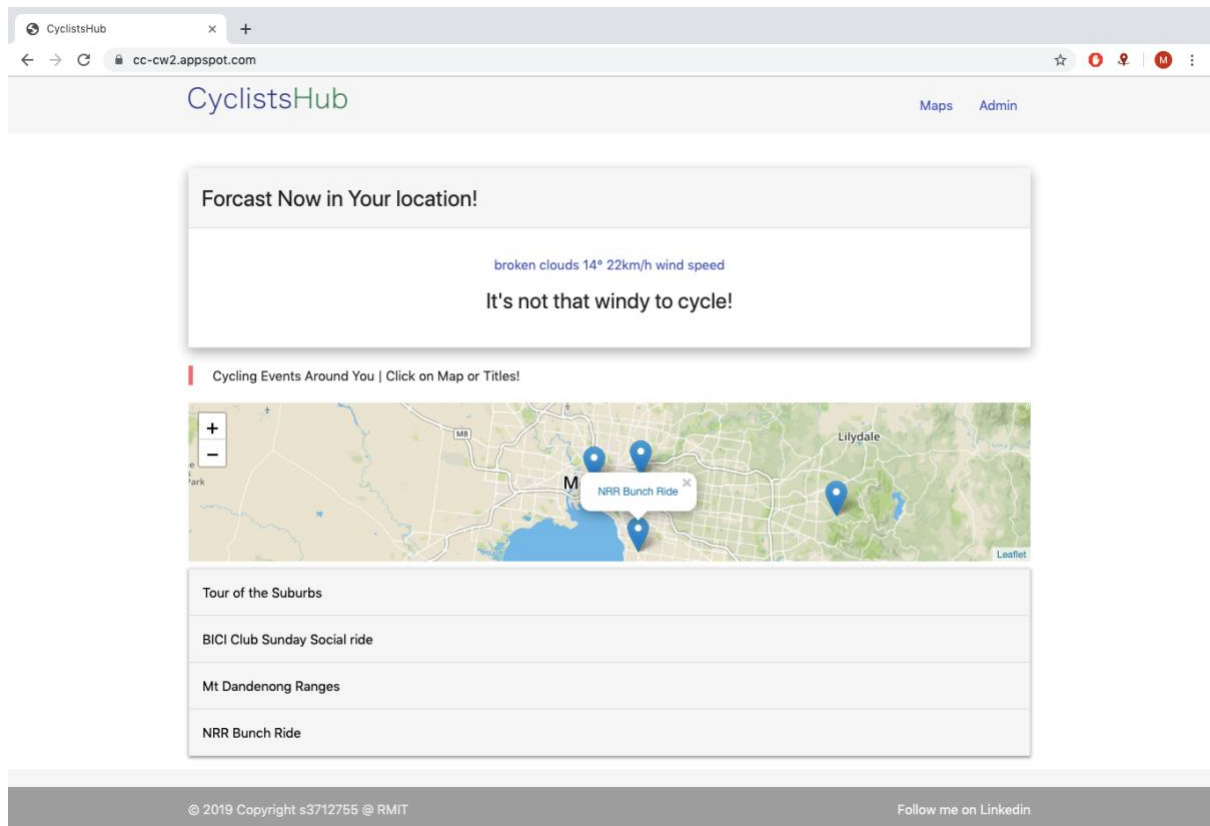 CyclistsHub
cc-cw2.appspot.com
M
CyclistsHub
Maps Admin
Forcast Now in Your location!
broken clouds 14° 22km/h wind speed
It's not that windy to cycle!
Cycling Events Around You | Click on Map or Titles!
+
M8
Lilydale
−
M
NRR Bunch Ride
Leaflet
Tour of the Suburbs
BICI Club Sunday Social ride
Mt Dandenong Ranges
NRR Bunch Ride
© 2019 Copyright s3712755 @ RMIT Follow me on Linkedin